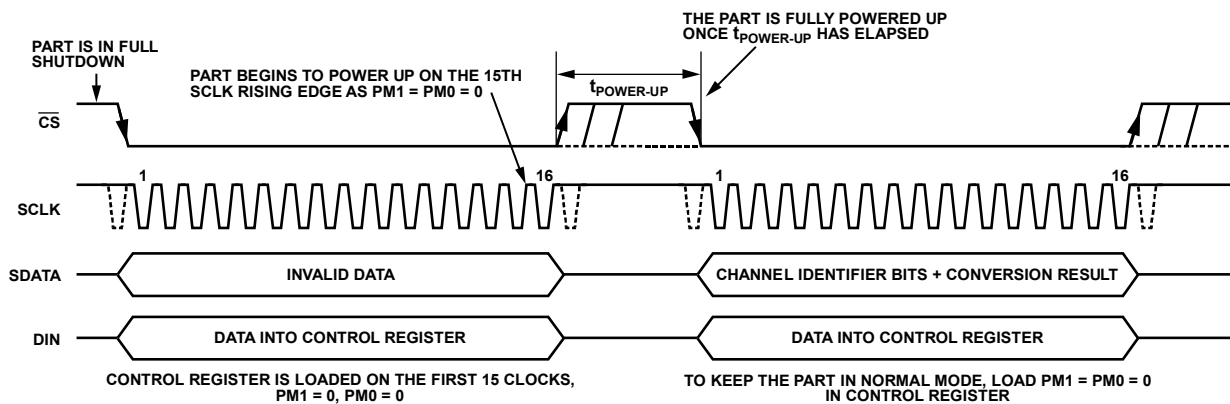 PART IS IN FULL
SHUTDOWN
PART BEGINS TO POWER UP ON THE 15TH
SCLK RISING EDGE AS PM1 = PM0 = 0
tPOWER-UP
THE PART IS FULLY POWERED UP
ONCE tPOWER-UP HAS ELAPSED
CS
SCLK
1
16
1
16
SDATA
INVALID DATA
CHANNEL IDENTIFIER BITS + CONVERSION RESULT
DIN
DATA INTO CONTROL REGISTER
DATA INTO CONTROL REGISTER
CONTROL REGISTER IS LOADED ON THE FIRST 15 CLOCKS,
PM1 = 0, PM0 = 0
TO KEEP THE PART IN NORMAL MODE, LOAD PM1 = PM0 = 0
IN CONTROL REGISTER